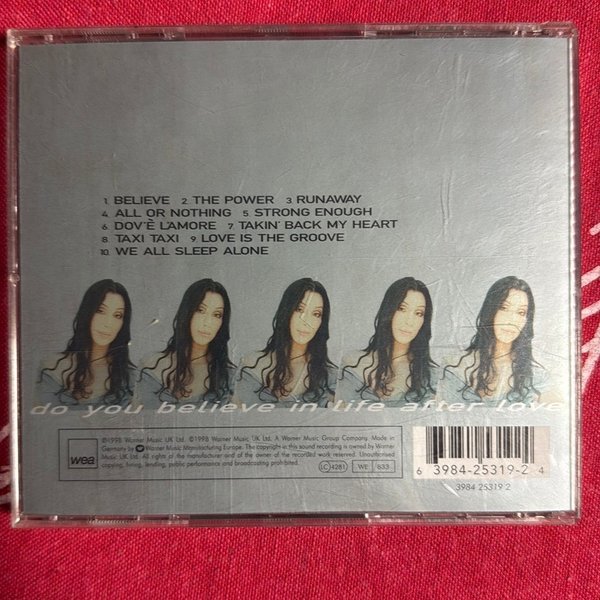 1. BELIEVE 2. THE POWER 3. RUNAWAY
4. ALL OR NOTHING 5. STRONG ENOUGH
6. DOV'È L'AMORE 7. TAKIN' BACK MY HEART
8. TAXI TAXI 9. LOVE IS THE GROOVE
10. WE ALL SLEEP ALONE
do you believe in life after love
wea
℗1998 Warner Music UK Ltd. ©1998 Warner Music UK Ltd. A Warner Music Group Company. Made in
Germany by Warner Music Manufacturing Europe. The copyright in this sound recording is owned by Warner
Music UK Ltd. All rights of the manufacturer and of the owner of the recorded work reserved. Unauthorised
copying, hiring, lending, public performance and broadcasting prohibited.
LC 4281 WE 833
6 3984-25319-2 4
3984 25319 2